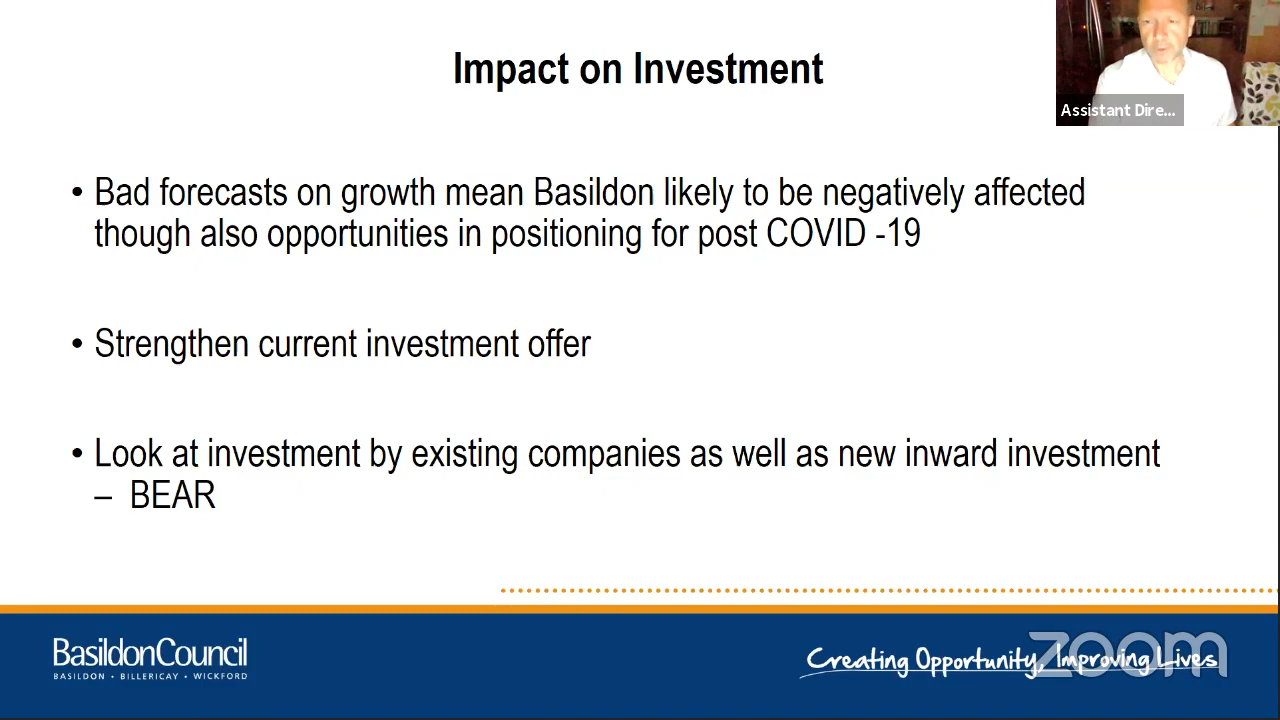 Impact on Investment
Assistant Dire...
• Bad forecasts on growth mean Basildon likely to be negatively affected
though also opportunities in positioning for post COVID -19
• Strengthen current investment offer
• Look at investment by existing companies as well as new inward investment
– BEAR
BasildonCouncil
BASILDON • BILLERICAY • WICKFORD
Creating Opportunity, Improving Lives
zoom